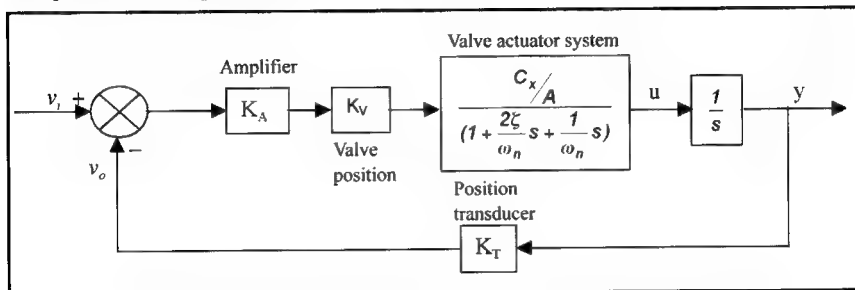 Valve actuator system
Amplifier
v_i +
K_A
K_V
C_x/A
(1 + 2ζ/ω_n s + 1/ω_n s)
u
1/s
y
Valve
position
v_o −
Position
transducer
K_T